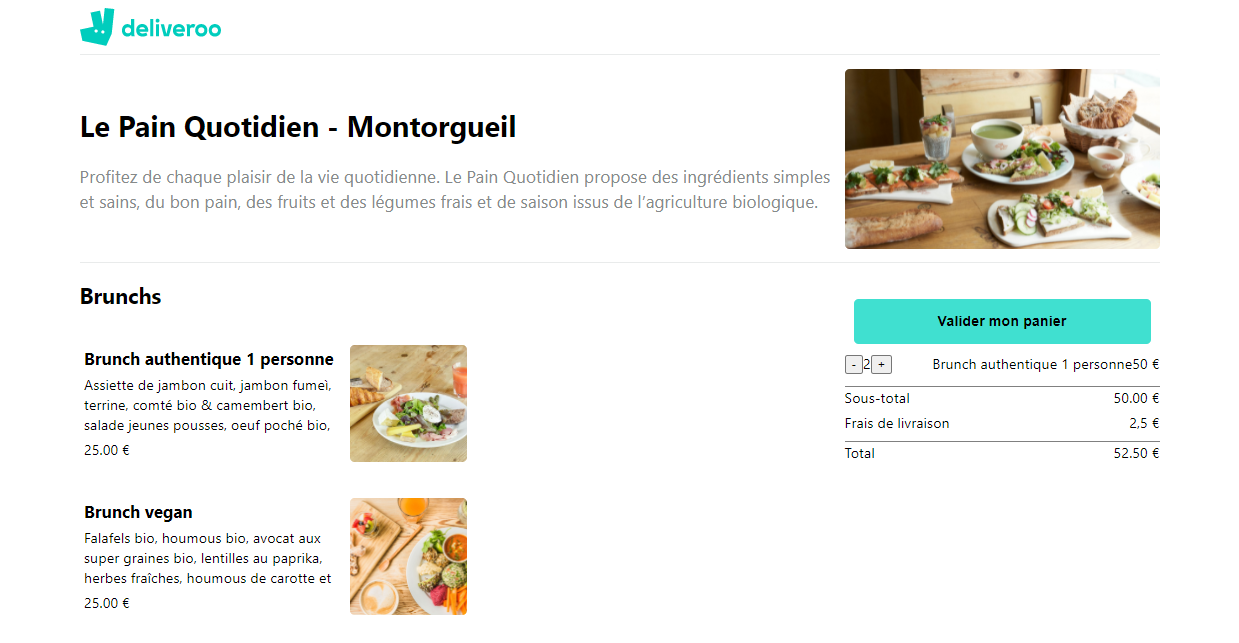 deliveroo
Le Pain Quotidien - Montorgueil
Profitez de chaque plaisir de la vie quotidienne. Le Pain Quotidien propose des ingrédients simples
et sains, du bon pain, des fruits et des légumes frais et de saison issus de l’agriculture biologique.
Brunchs
Brunch authentique 1 personne
Assiette de jambon cuit, jambon fumeì,
terrine, comté bio & camembert bio,
salade jeunes pousses, oeuf poché bio,
25.00 €
Brunch vegan
Falafels bio, houmous bio, avocat aux
super graines bio, lentilles au paprika,
herbes fraîches, houmous de carotte et
25.00 €
Valider mon panier
- 2 + Brunch authentique 1 personne50 €
Sous-total 50.00 €
Frais de livraison 2,5 €
Total 52.50 €